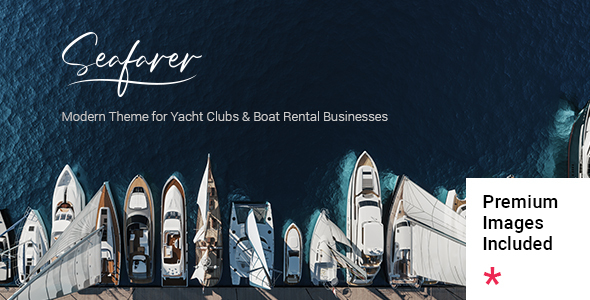 Seafarer
Modern Theme for Yacht Clubs & Boat Rental Businesses
Premium
Images
Included
*